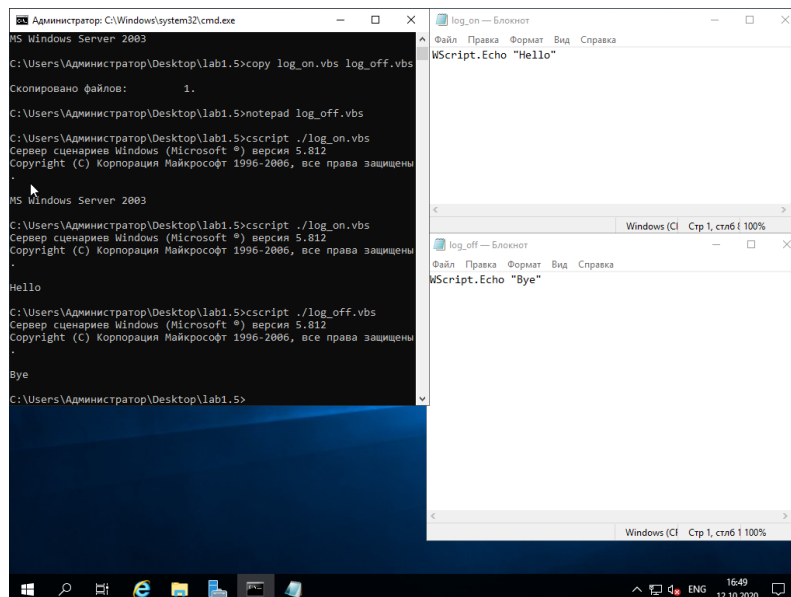 Администратор: C:\Windows\system32\cmd.exe
MS Windows Server 2003
C:\Users\Администратор\Desktop\lab1.5>copy log_on.vbs log_off.vbs
Скопировано файлов: 1.
C:\Users\Администратор\Desktop\lab1.5>notepad log_off.vbs
C:\Users\Администратор\Desktop\lab1.5>cscript ./log_on.vbs
Сервер сценариев Windows (Microsoft ®) версия 5.812
Copyright (C) Корпорация Майкрософт 1996-2006, все права защищены
.
MS Windows Server 2003
C:\Users\Администратор\Desktop\lab1.5>cscript ./log_on.vbs
Сервер сценариев Windows (Microsoft ®) версия 5.812
Copyright (C) Корпорация Майкрософт 1996-2006, все права защищены
.
Hello
C:\Users\Администратор\Desktop\lab1.5>cscript ./log_off.vbs
Сервер сценариев Windows (Microsoft ®) версия 5.812
Copyright (C) Корпорация Майкрософт 1996-2006, все права защищены
.
Bye
C:\Users\Администратор\Desktop\lab1.5>
log_on — Блокнот
Файл Правка Формат Вид Справка
WScript.Echo "Hello"
Windows (Cl Стр 1, стлб 100%
log_off — Блокнот
Файл Правка Формат Вид Справка
WScript.Echo "Bye"
Windows (Cl Стр 1, стлб 1 100%
ENG
16:49
12.10.2020